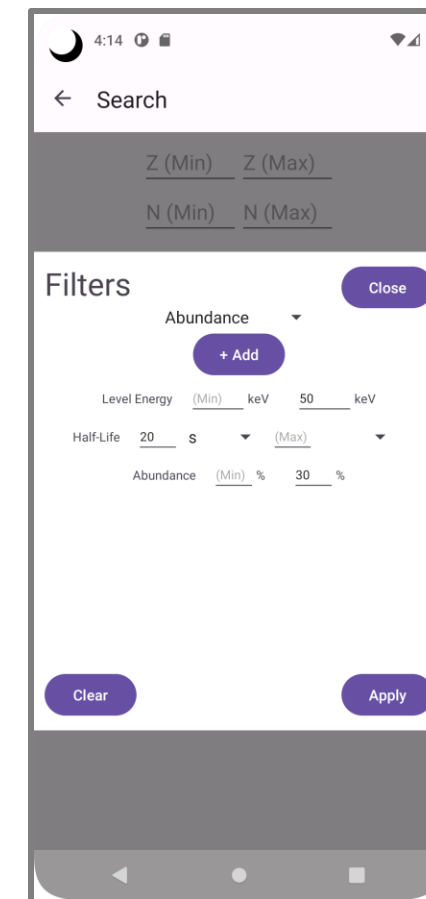 4:14
Search
Z (Min) Z (Max)
N (Min) N (Max)
Filters
Close
Abundance
+ Add
Level Energy (Min) keV 50 keV
Half-Life 20 s (Max)
Abundance (Min) % 30 %
Clear
Apply